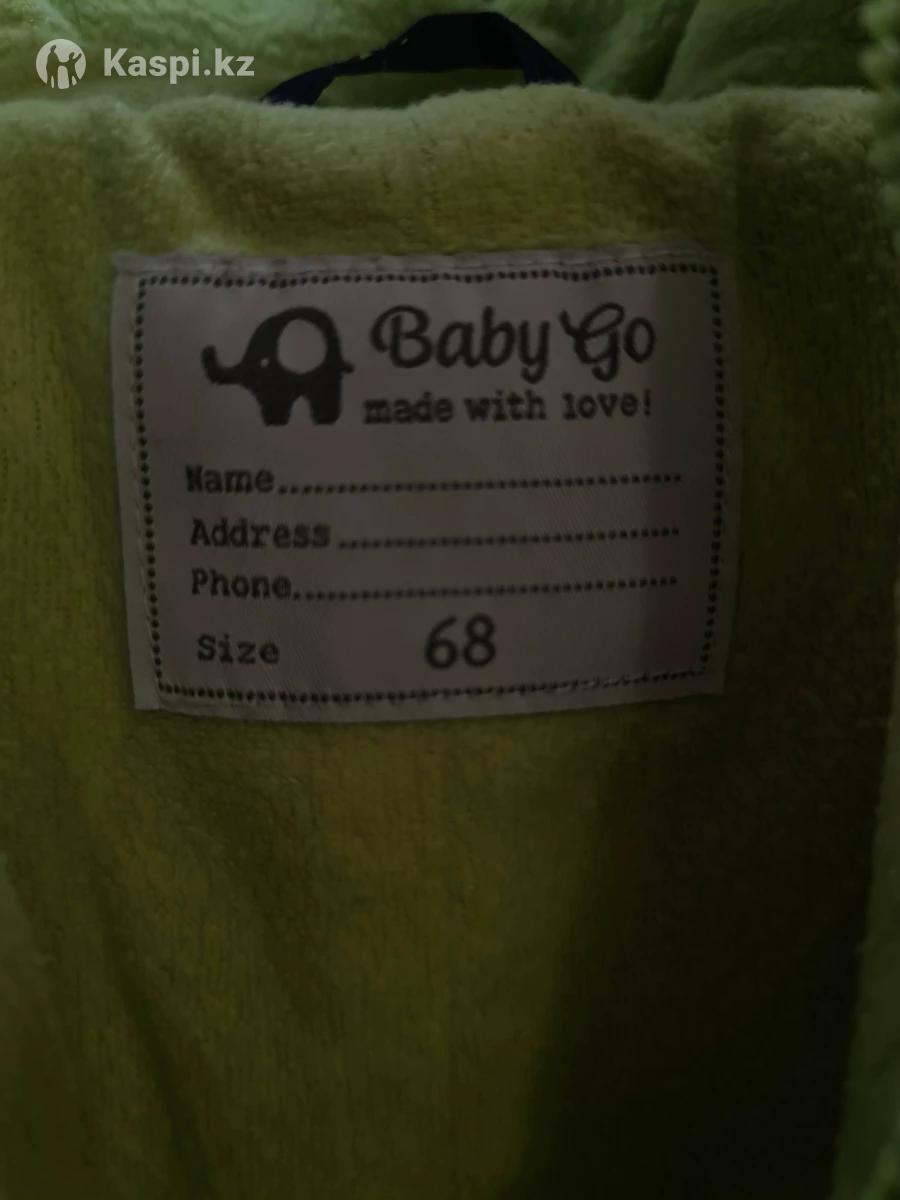 Kaspi.kz
Baby Go
made with love!
Name
Address
Phone
Size 68